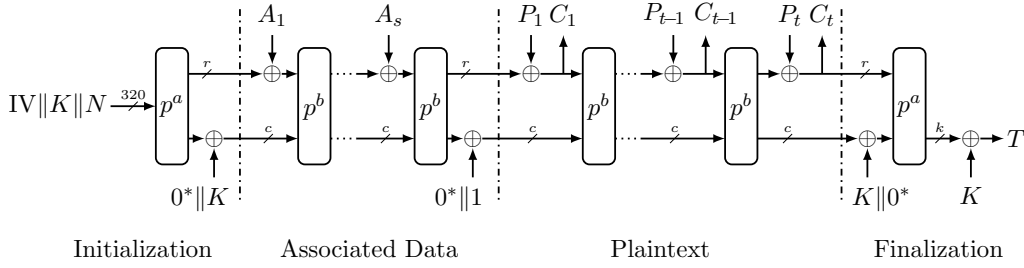 A₁ Aₛ P₁ C₁ Pₜ₋₁ Cₜ₋₁ Pₜ Cₜ
r r r
IV‖K‖N 320 pᵃ pᵇ pᵇ pᵇ pᵇ pᵃ
c c c c c k T
0*‖K 0*‖1 K‖0* K
Initialization Associated Data Plaintext Finalization